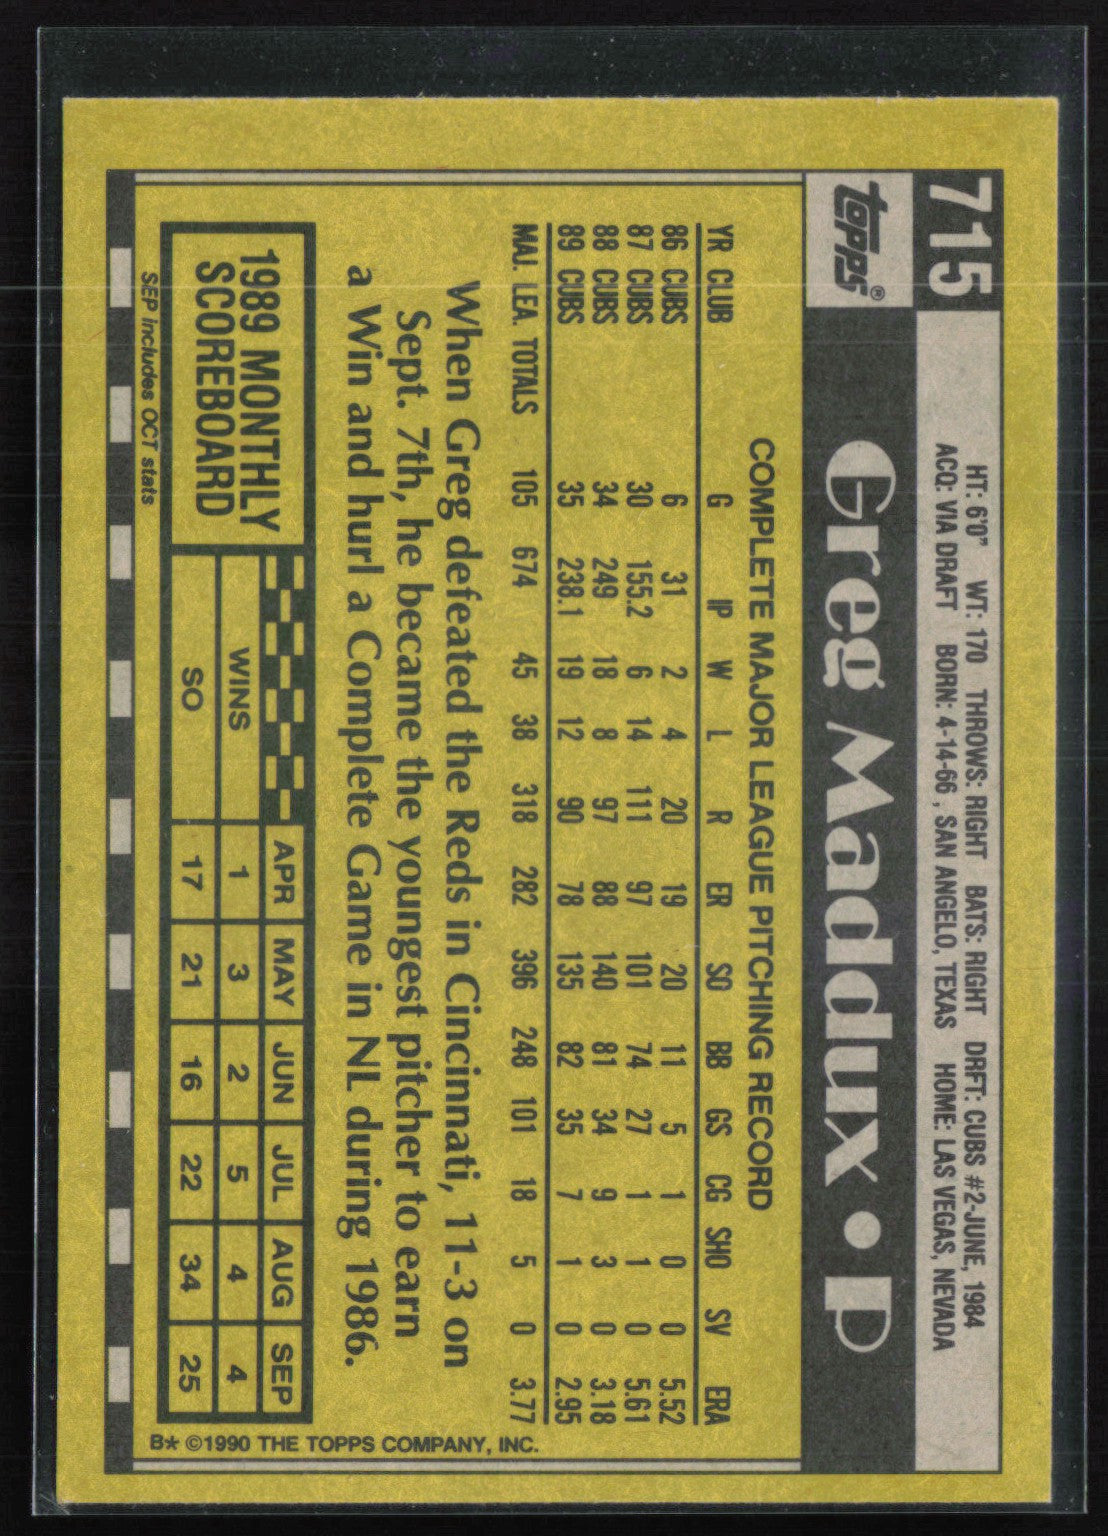 715
HT: 6'0" WT: 170 THROWS: RIGHT BATS: RIGHT DRFT: CUBS #2-JUNE, 1984
ACQ: VIA DRAFT BORN: 4-14-66 , SAN ANGELO, TEXAS HOME: LAS VEGAS, NEVADA
topps®
Greg Maddux • P
COMPLETE MAJOR LEAGUE PITCHING RECORD
YR CLUB G IP W L R ER SO BB GS CG SHO SV ERA
86 CUBS 6 31 2 4 20 19 20 11 5 1 0 0 5.52
87 CUBS 30 155.2 6 14 111 97 101 74 27 1 1 0 5.61
88 CUBS 34 249 18 8 97 88 140 81 34 9 3 0 3.18
89 CUBS 35 238.1 19 12 90 78 135 82 35 7 1 0 2.95
MAJ. LEA. TOTALS 105 674 45 38 318 282 396 248 101 18 5 0 3.77
When Greg defeated the Reds in Cincinnati, 11-3 on
Sept. 7th, he became the youngest pitcher to earn
a Win and hurl a Complete Game in NL during 1986.
1989 MONTHLY
SCOREBOARD
APR MAY JUN JUL AUG SEP
WINS 1 3 2 5 4 4
SO 17 21 16 22 34 25
SEP includes OCT stats
B* ©1990 THE TOPPS COMPANY, INC.